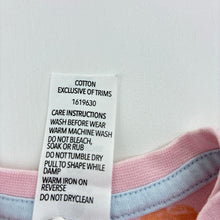 COTTON
EXCLUSIVE OF TRIMS
1619630
CARE INSTRUCTIONS
WASH BEFORE WEAR
WARM MACHINE WASH
DO NOT BLEACH,
SOAK OR RUB
DO NOT TUMBLE DRY
PULL TO SHAPE WHILE
DAMP
WARM IRON ON
REVERSE
DO NOT DRYCLEAN